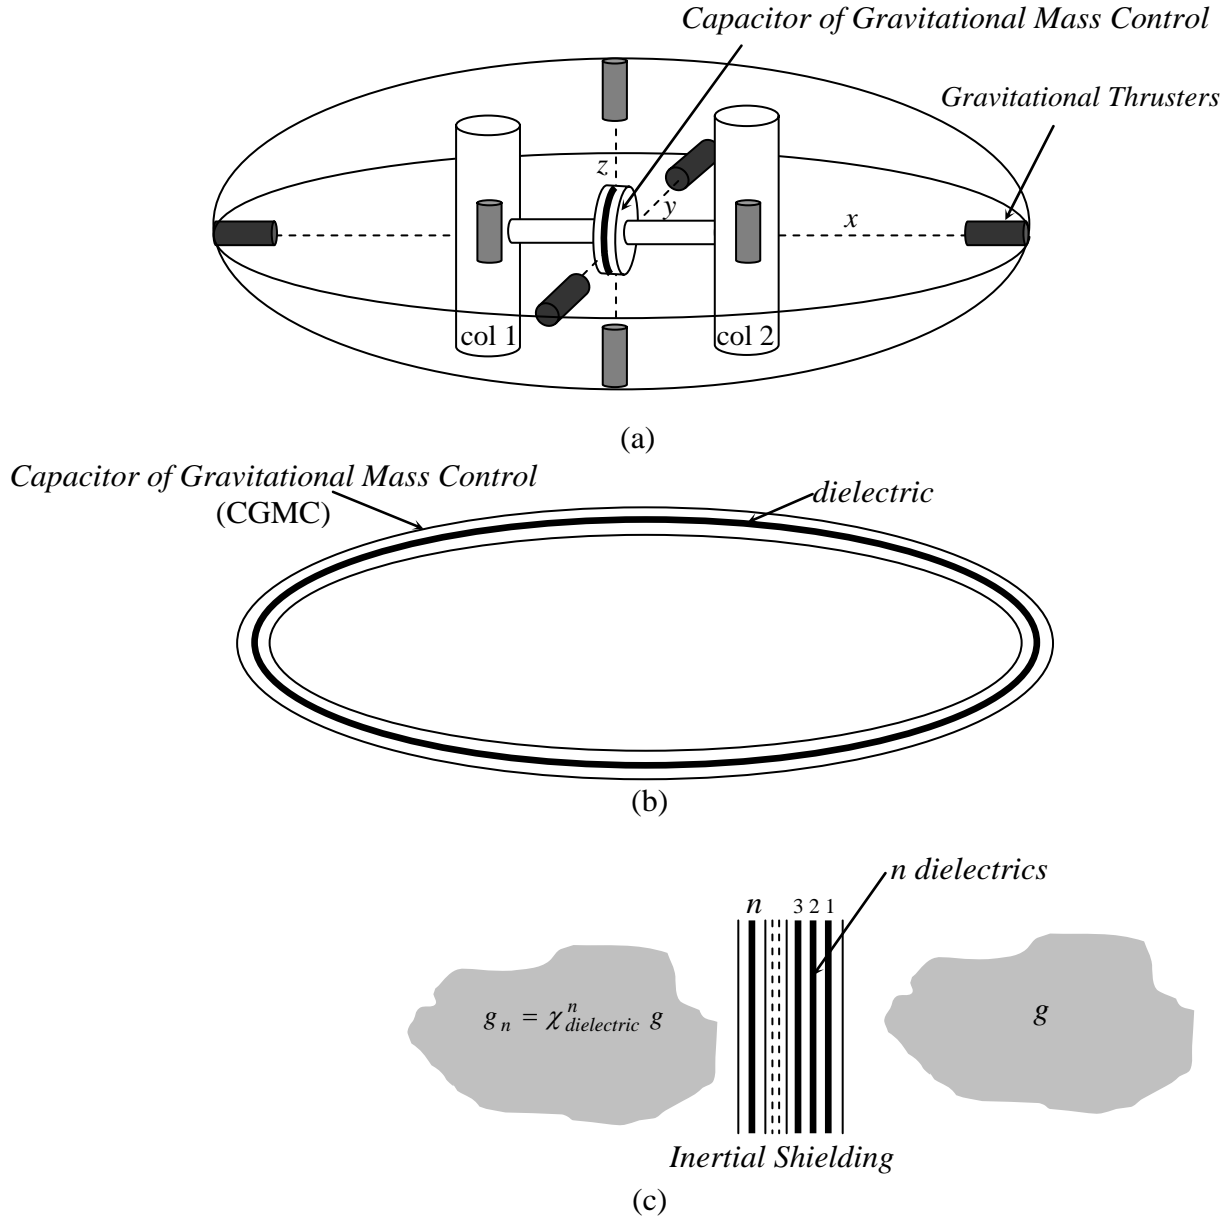 Capacitor of Gravitational Mass Control
Gravitational Thrusters
z
y
x
col 1
col 2
(a)
Capacitor of Gravitational Mass Control
(CGMC)
dielectric
(b)
n dielectrics
n 3 2 1
g_n = χ^n_dielectric g
g
Inertial Shielding
(c)